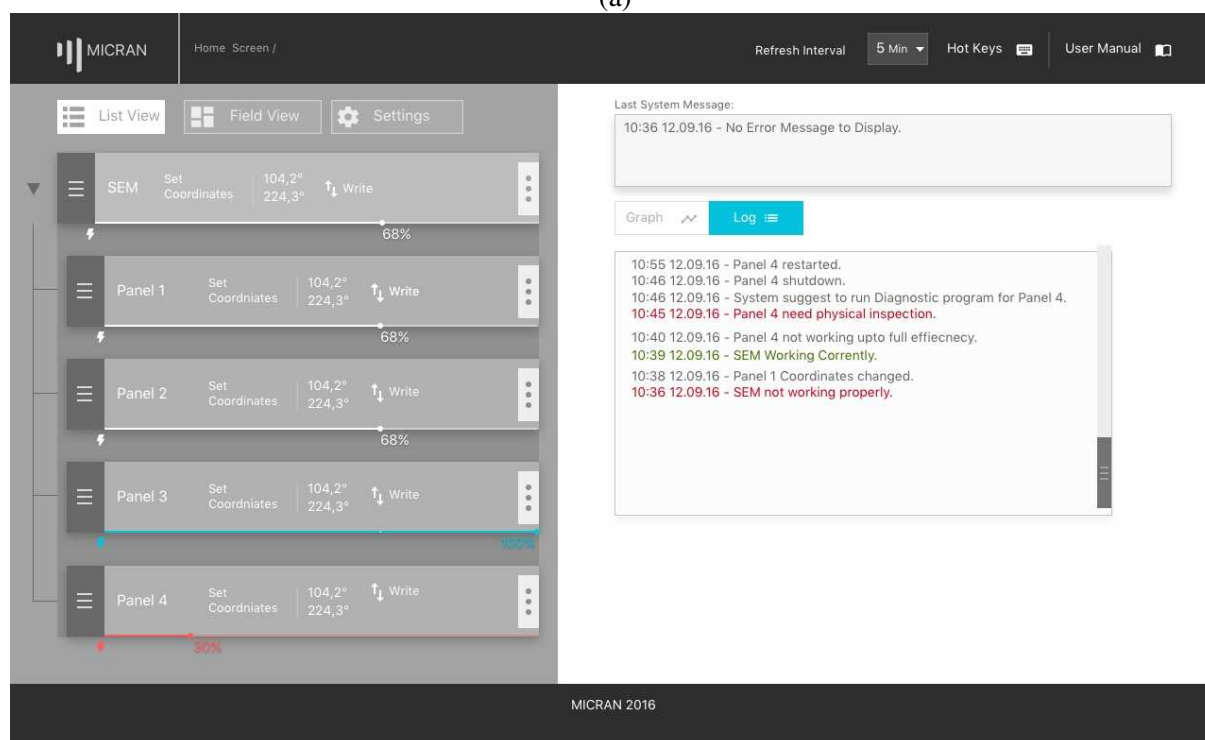 (a)
MICRAN
Home Screen /
Refresh Interval
5 Min
Hot Keys
User Manual
List View
Field View
Settings
SEM
Set
Coordinates
104,2°
224,3°
Write
68%
Panel 1
Set
Coordniates
104,2°
224,3°
Write
68%
Panel 2
Set
Coordinates
104,2°
224,3°
Write
68%
Panel 3
Set
Coordniates
104,2°
224,3°
Write
100%
Panel 4
Set
Coordniates
104,2°
224,3°
Write
30%
Last System Message:
10:36 12.09.16 - No Error Message to Display.
Graph
Log
10:55 12.09.16 - Panel 4 restarted.
10:46 12.09.16 - Panel 4 shutdown.
10:46 12.09.16 - System suggest to run Diagnostic program for Panel 4.
10:45 12.09.16 - Panel 4 need physical inspection.
10:40 12.09.16 - Panel 4 not working upto full effiecnecy.
10:39 12.09.16 - SEM Working Corrently.
10:38 12.09.16 - Panel 1 Coordinates changed.
10:36 12.09.16 - SEM not working properly.
MICRAN 2016